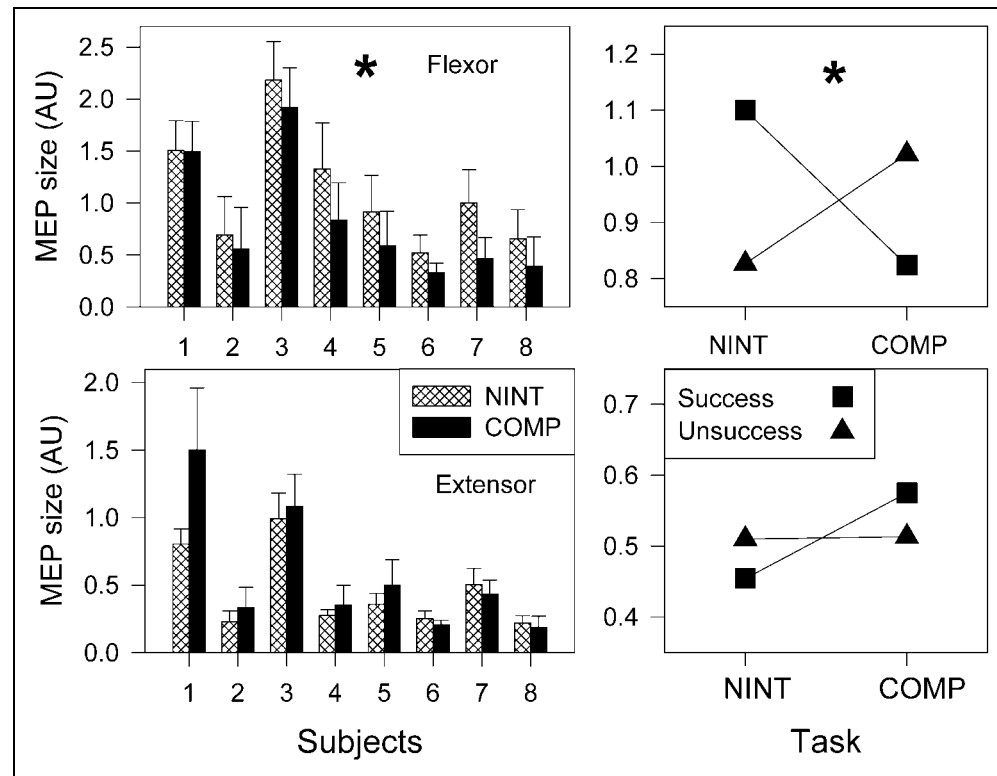 MEP size (AU)
2.5
2.0
1.5
1.0
0.5
0.0
* Flexor
1 2 3 4 5 6 7 8
1.2
1.1
1.0
0.9
0.8
*
NINT COMP
MEP size (AU)
2.0
1.5
1.0
0.5
0.0
NINT
COMP
Extensor
1 2 3 4 5 6 7 8
Subjects
0.7
0.6
0.5
0.4
Success
Unsuccess
NINT COMP
Task